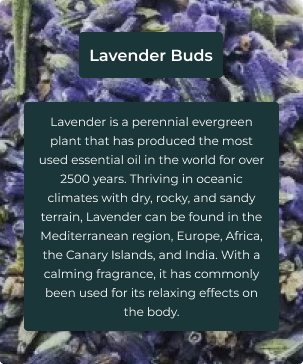 Lavender Buds
Lavender is a perennial evergreen
plant that has produced the most
used essential oil in the world for over
2500 years. Thriving in oceanic
climates with dry, rocky, and sandy
terrain, Lavender can be found in the
Mediterranean region, Europe, Africa,
the Canary Islands, and India. With a
calming fragrance, it has commonly
been used for its relaxing effects on
the body.